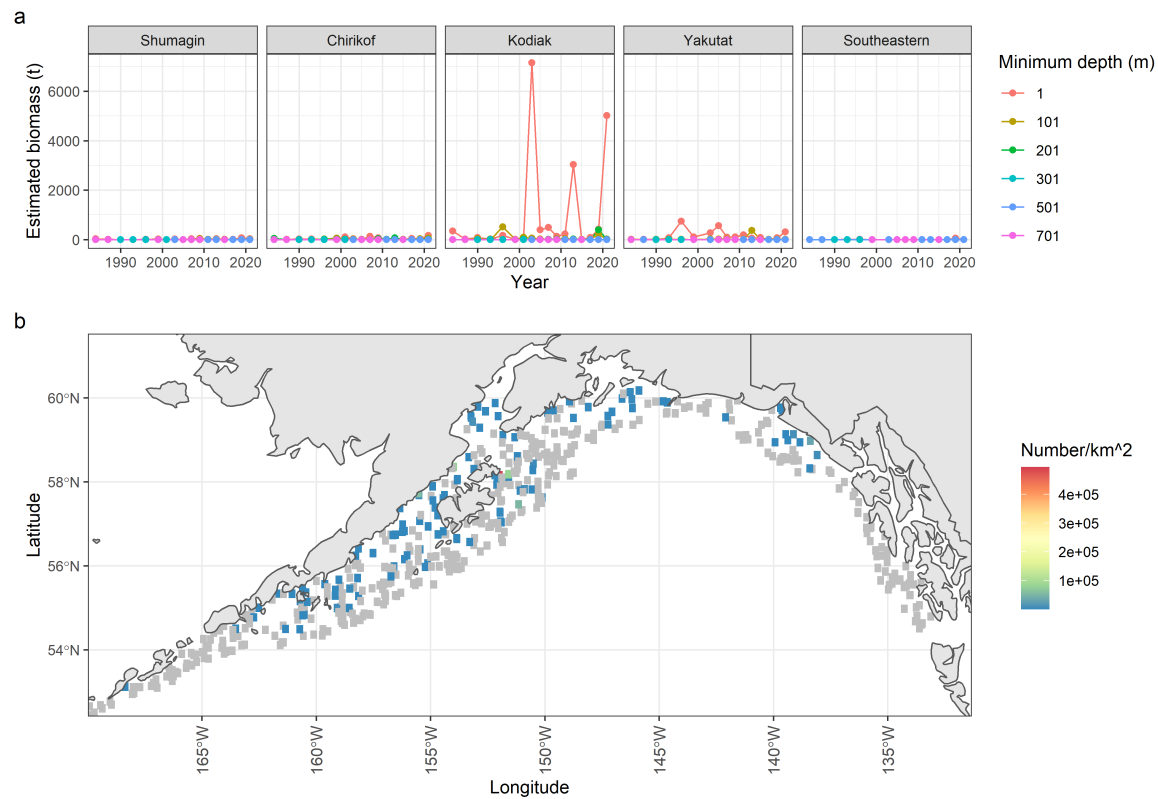 a
Shumagin Chirikof Kodiak Yakutat Southeastern
Estimated biomass (t)
6000
4000
2000
0
1990 2000 2010 2020 1990 2000 2010 2020 1990 2000 2010 2020 1990 2000 2010 2020 1990 2000 2010 2020
Year
Minimum depth (m)
1
101
201
301
501
701
b
Latitude
60°N
58°N
56°N
54°N
165°W 160°W 155°W 150°W 145°W 140°W 135°W
Longitude
Number/km^2
4e+05
3e+05
2e+05
1e+05